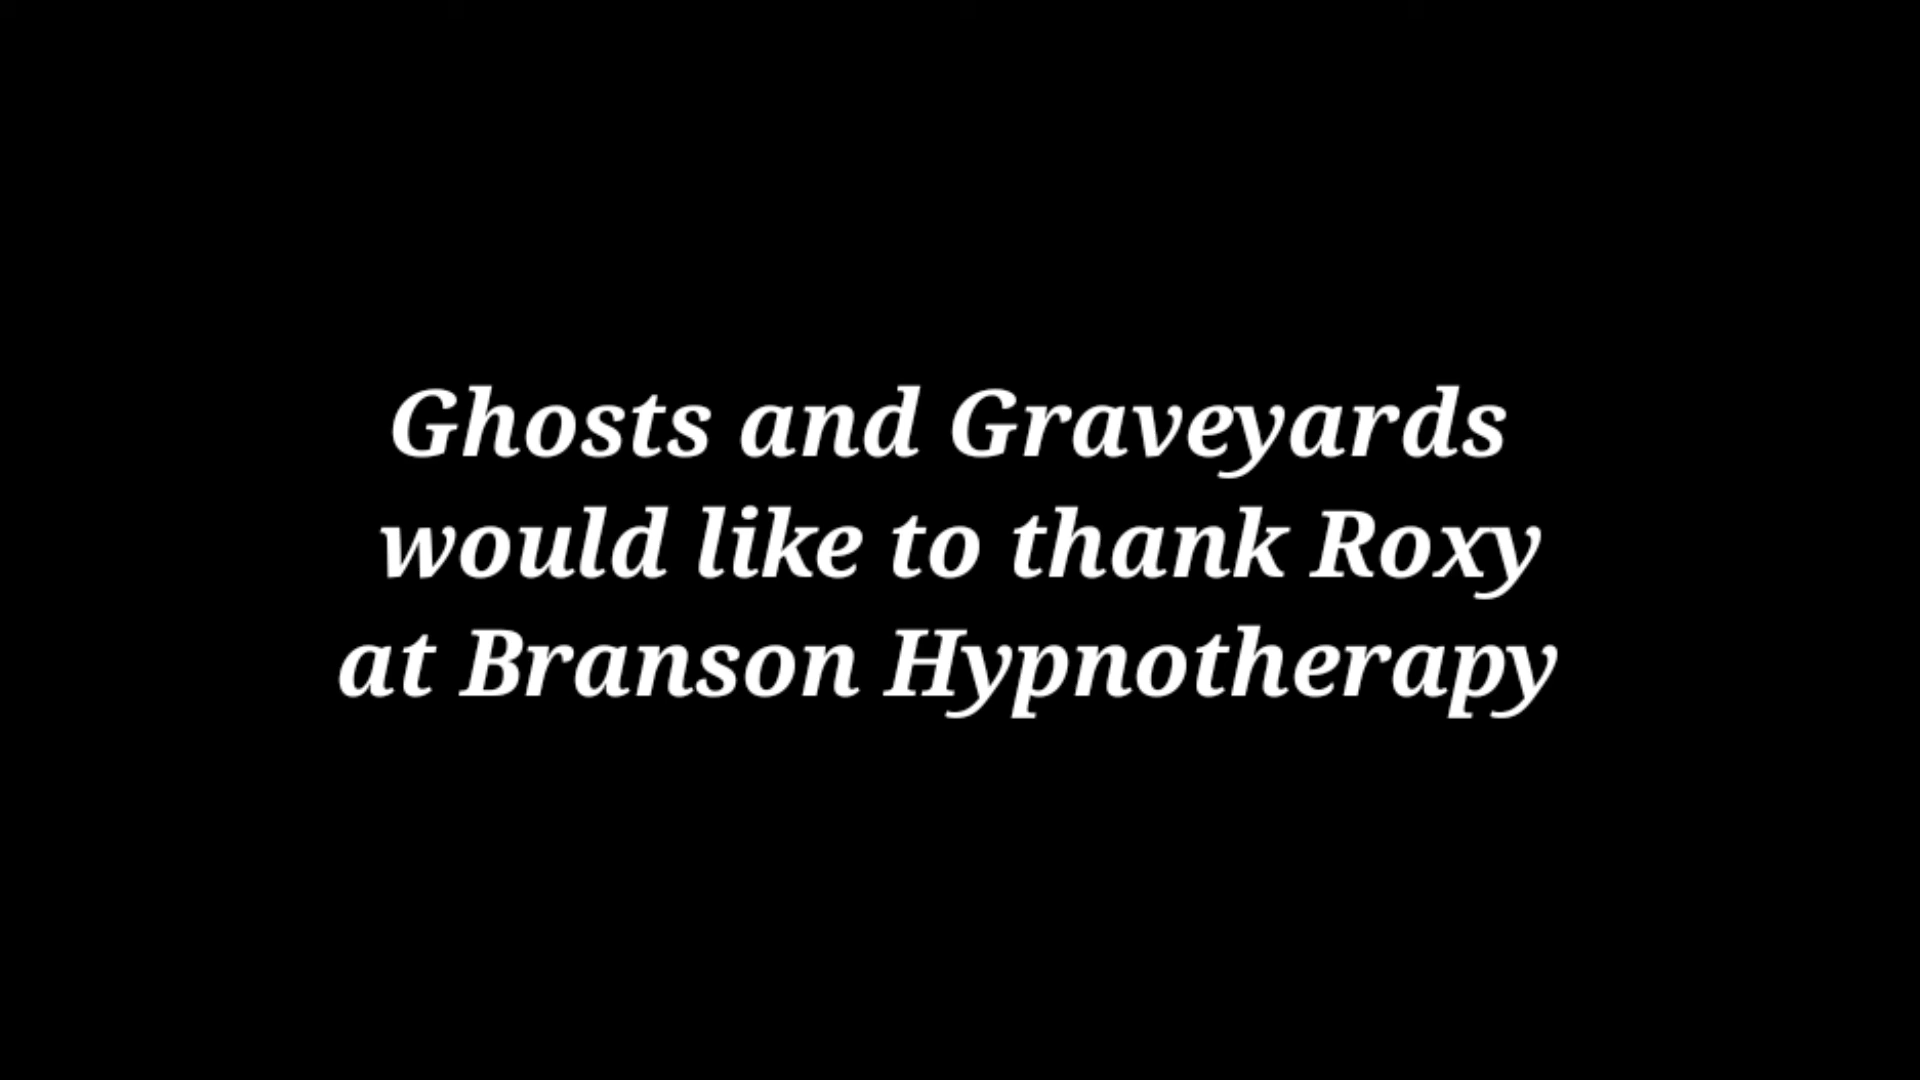 Ghosts and Graveyards
would like to thank Roxy
at Branson Hypnotherapy